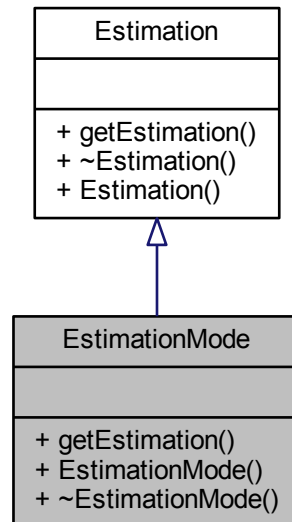 Estimation
+ getEstimation()
+ ~Estimation()
+ Estimation()
EstimationMode
+ getEstimation()
+ EstimationMode()
+ ~EstimationMode()